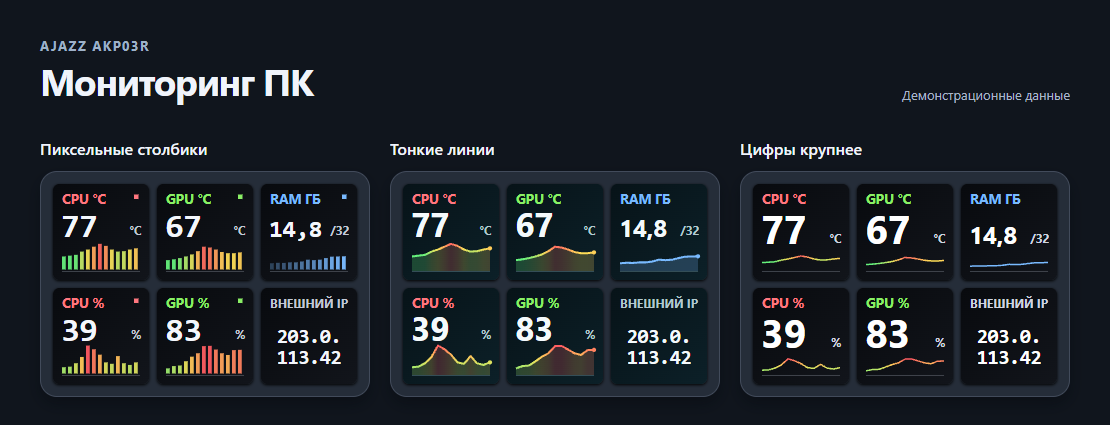 AJAZZ AKP03R
Мониторинг ПК
Демонстрационные данные
Пиксельные столбики
CPU °C
77 °C
GPU °C
67 °C
RAM ГБ
14,8 /32
CPU %
39 %
GPU %
83 %
ВНЕШНИЙ IP
203.0.
113.42
Тонкие линии
CPU °C
77 °C
GPU °C
67 °C
RAM ГБ
14,8 /32
CPU %
39 %
GPU %
83 %
ВНЕШНИЙ IP
203.0.
113.42
Цифры крупнее
CPU °C
77 °C
GPU °C
67 °C
RAM ГБ
14,8 /32
CPU %
39 %
GPU %
83 %
ВНЕШНИЙ IP
203.0.
113.42